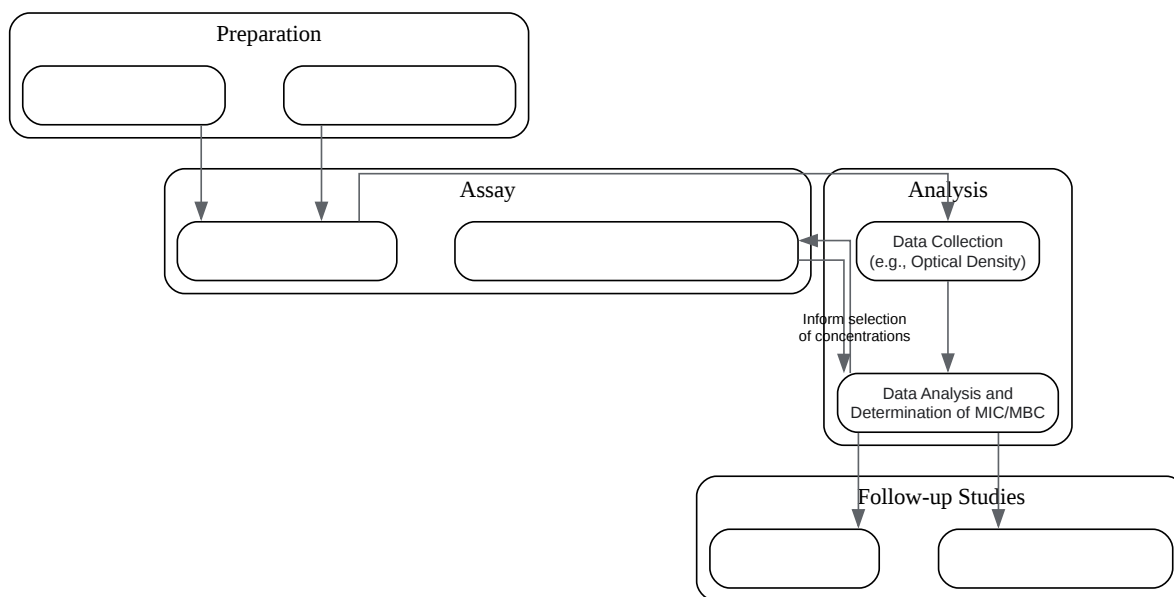 Preparation
Assay
Analysis
Data Collection
(e.g., Optical Density)
Inform selection
of concentrations
Data Analysis and
Determination of MIC/MBC
Follow-up Studies